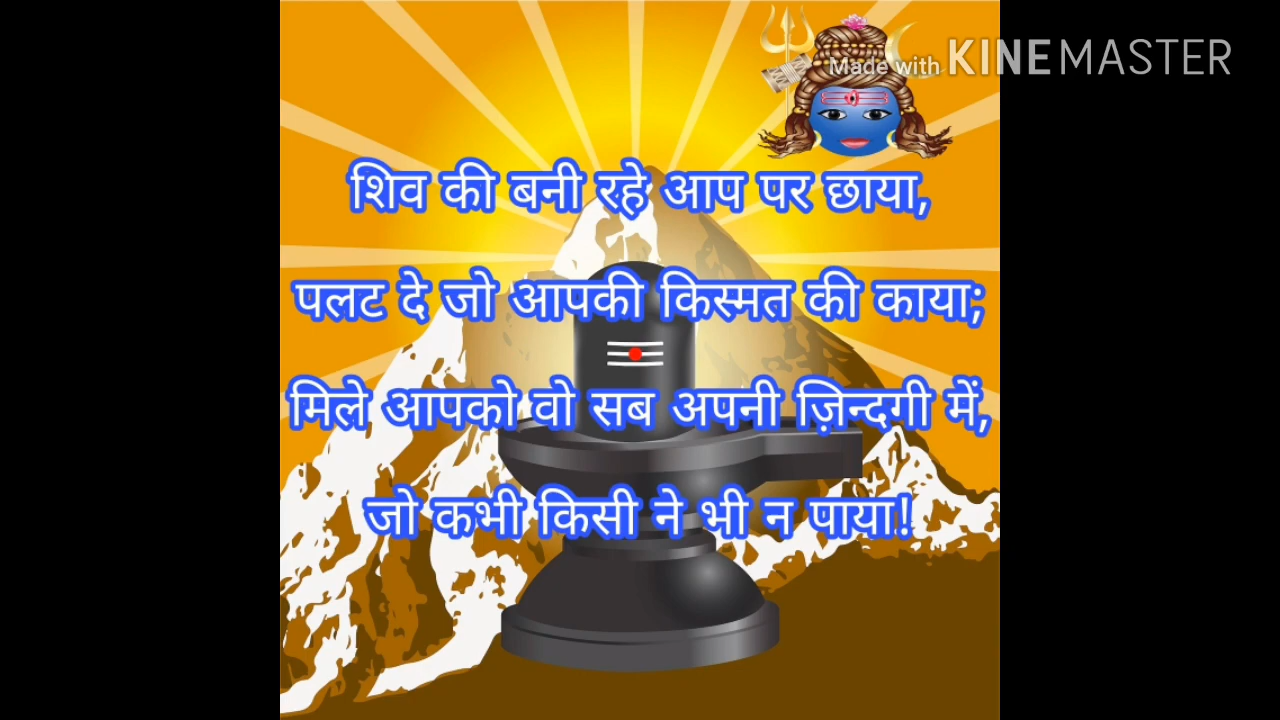 Made with KINEMASTER
शिव की बनी रहे आप पर छाया,
पलट दे जो आपकी किस्मत की काया;
मिले आपको वो सब अपनी ज़िन्दगी में,
जो कभी किसी ने भी न पाया!